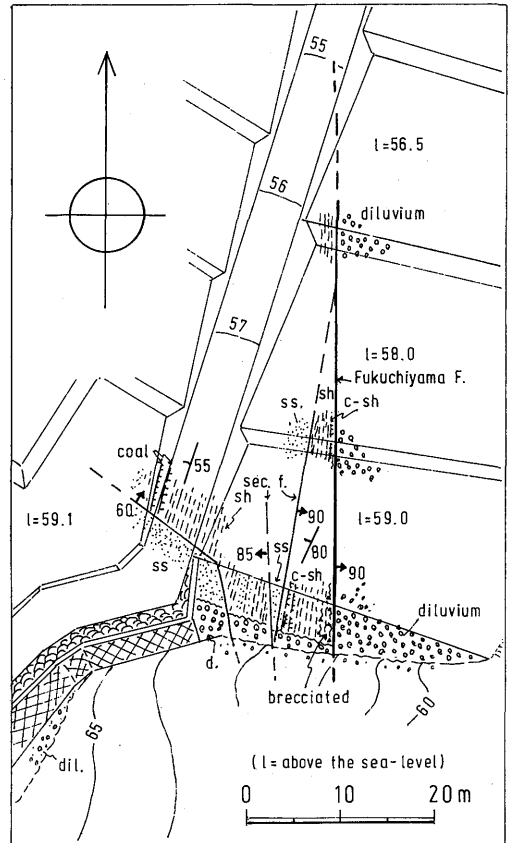 55
l=56.5
56
diluvium
57
l=58.0
Fukuchiyama F.
sh
ss.
c-sh
coal
55
sec. f.
sh
60
90
l=59.1
l=59.0
85
ss
80
ss
c-sh
90
diluvium
d.
brecciated
60
65
dil.
(l= above the sea-level)
0 10 20 m